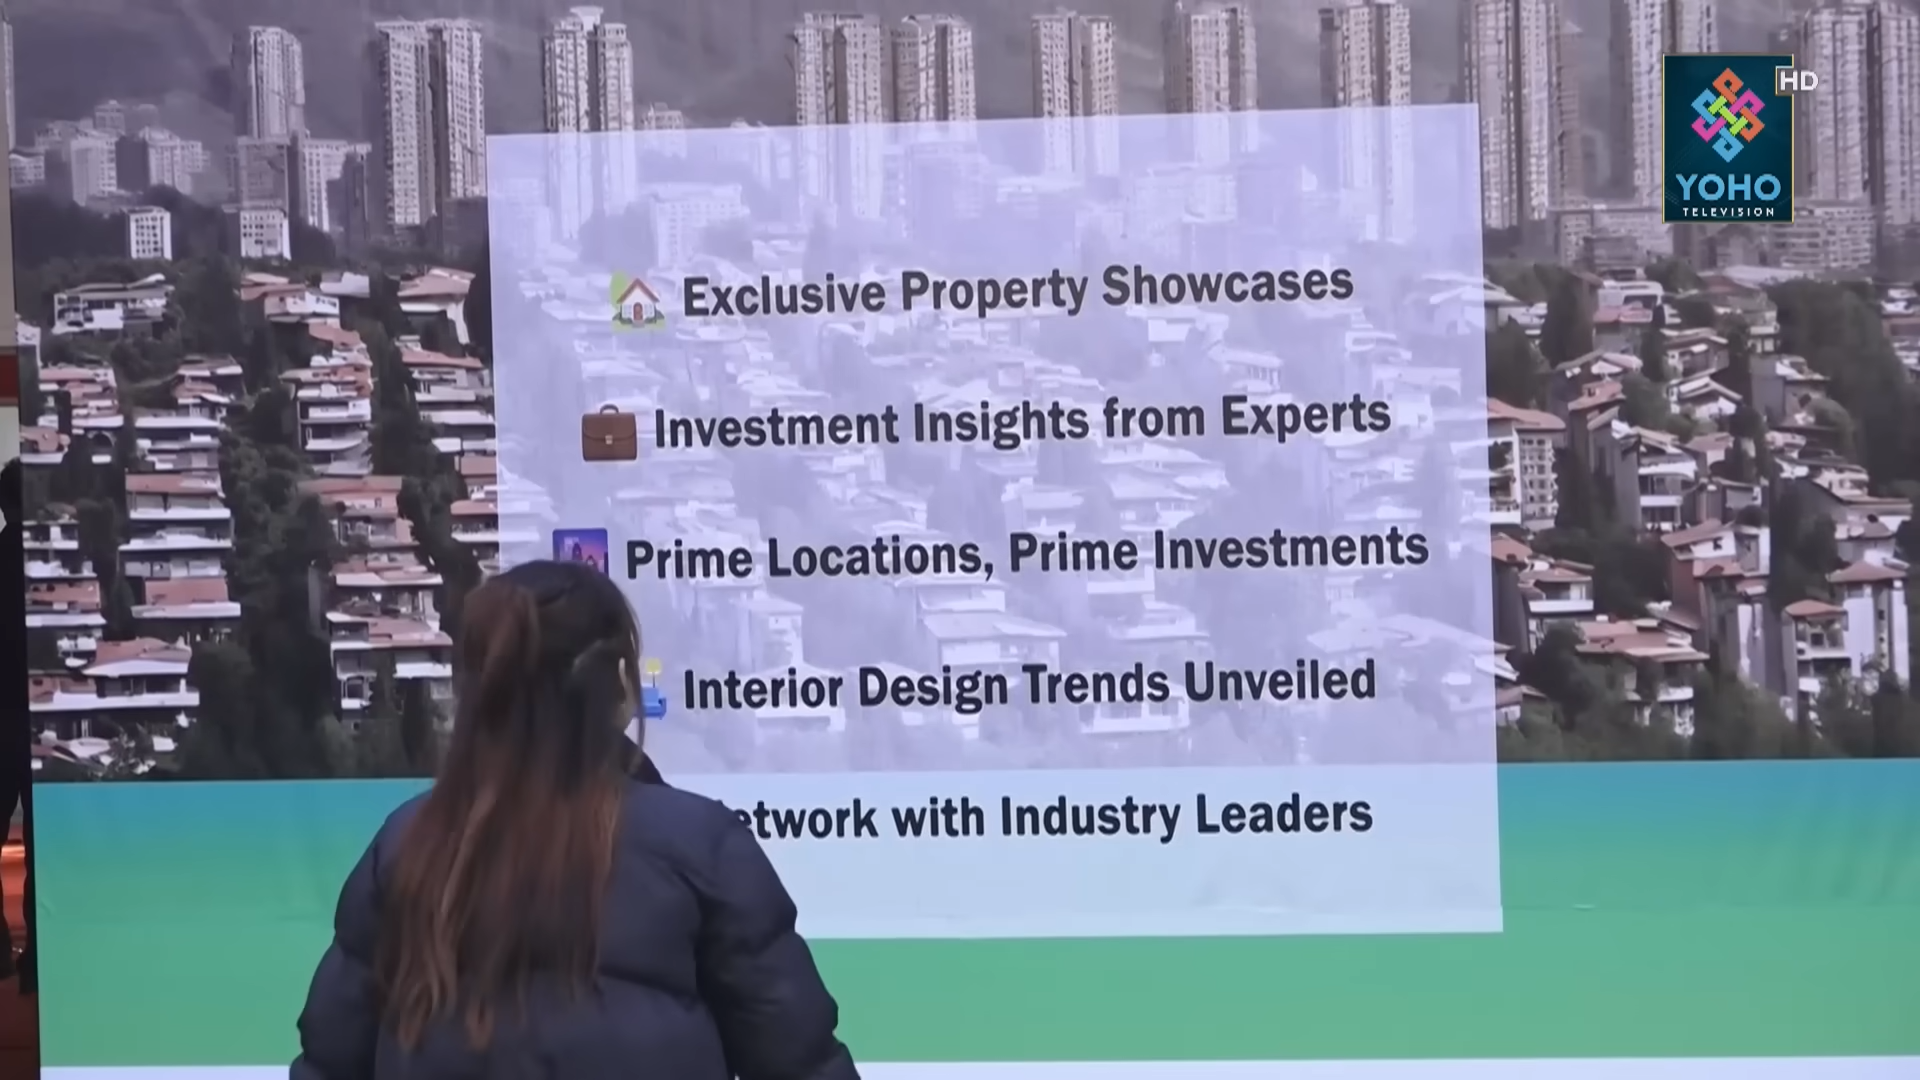 HD
YOHO
TELEVISION
Exclusive Property Showcases
Investment Insights from Experts
Prime Locations, Prime Investments
Interior Design Trends Unveiled
with Industry Leaders